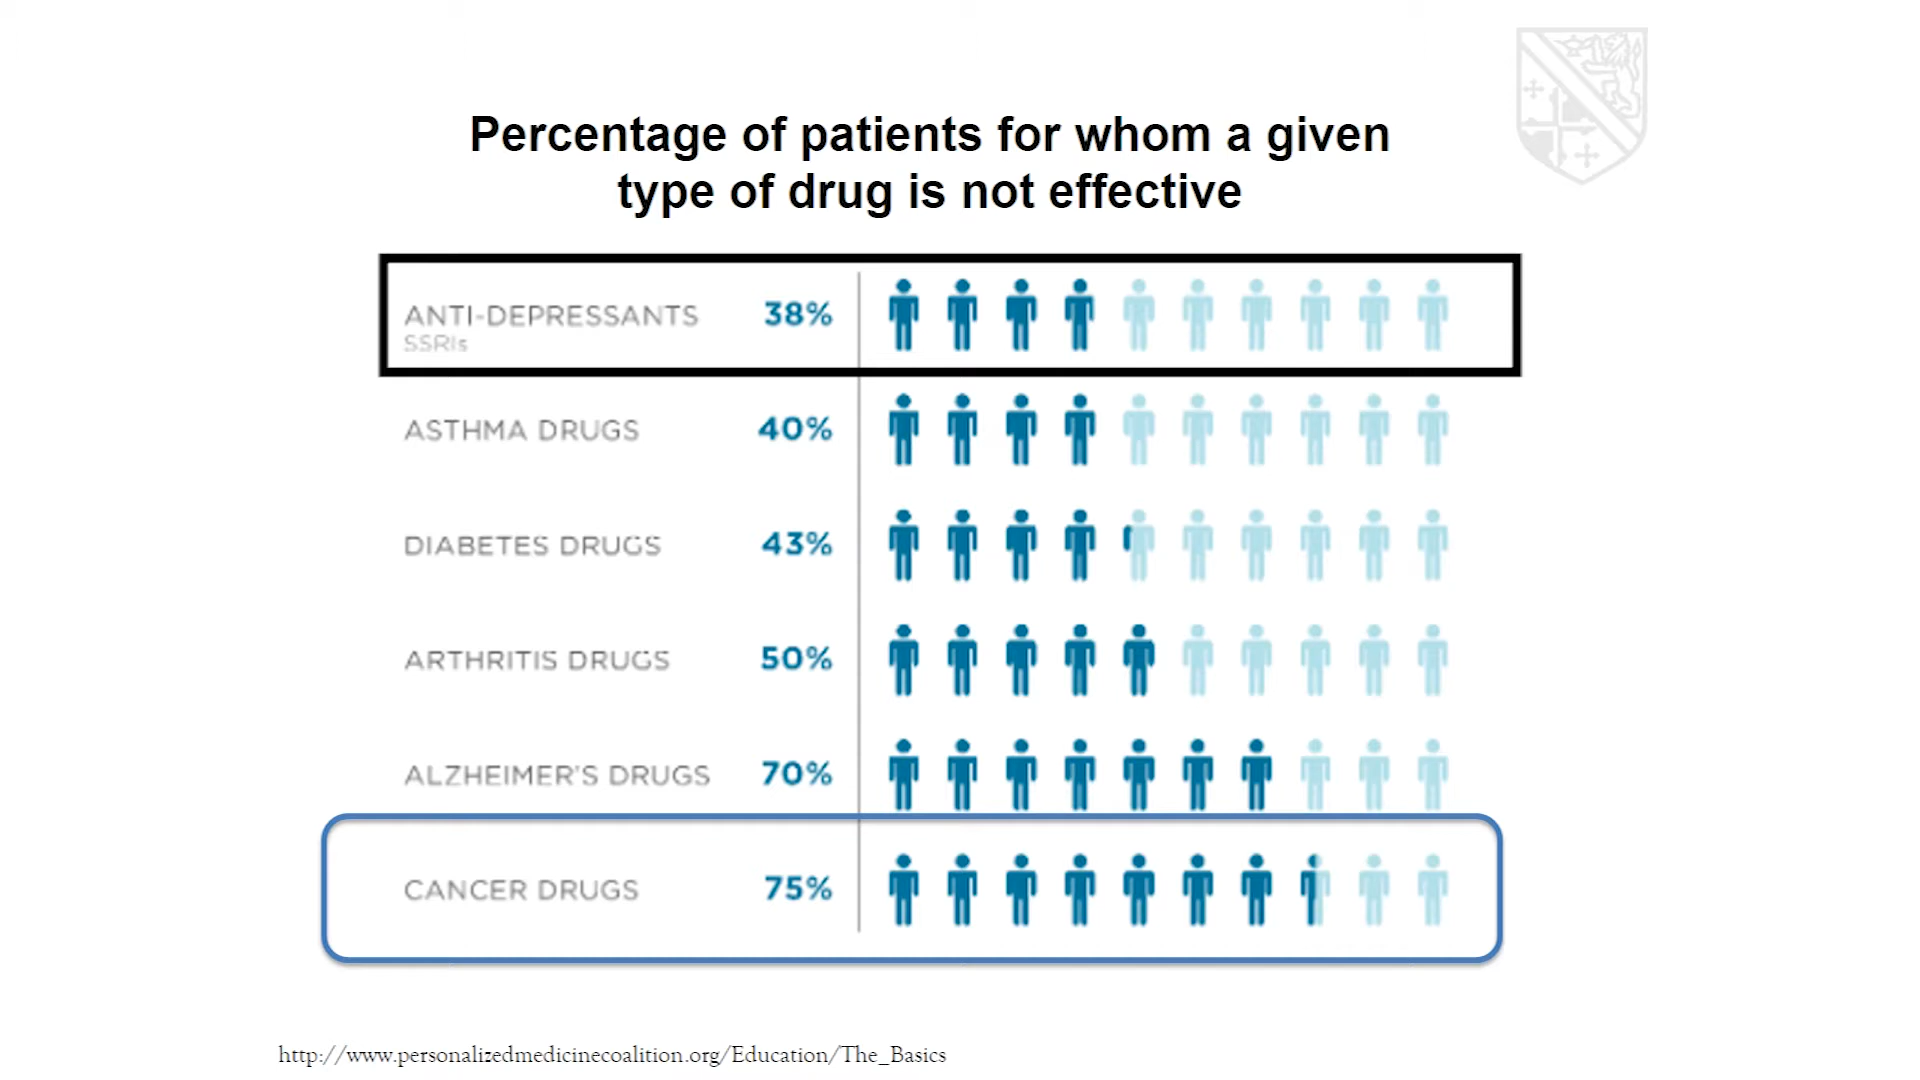 Percentage of patients for whom a given
type of drug is not effective
ANTI-DEPRESSANTS 38%
SSRIs
ASTHMA DRUGS 40%
DIABETES DRUGS 43%
ARTHRITIS DRUGS 50%
ALZHEIMER'S DRUGS 70%
CANCER DRUGS 75%
http://www.personalizedmedicinecoalition.org/Education/The_Basics